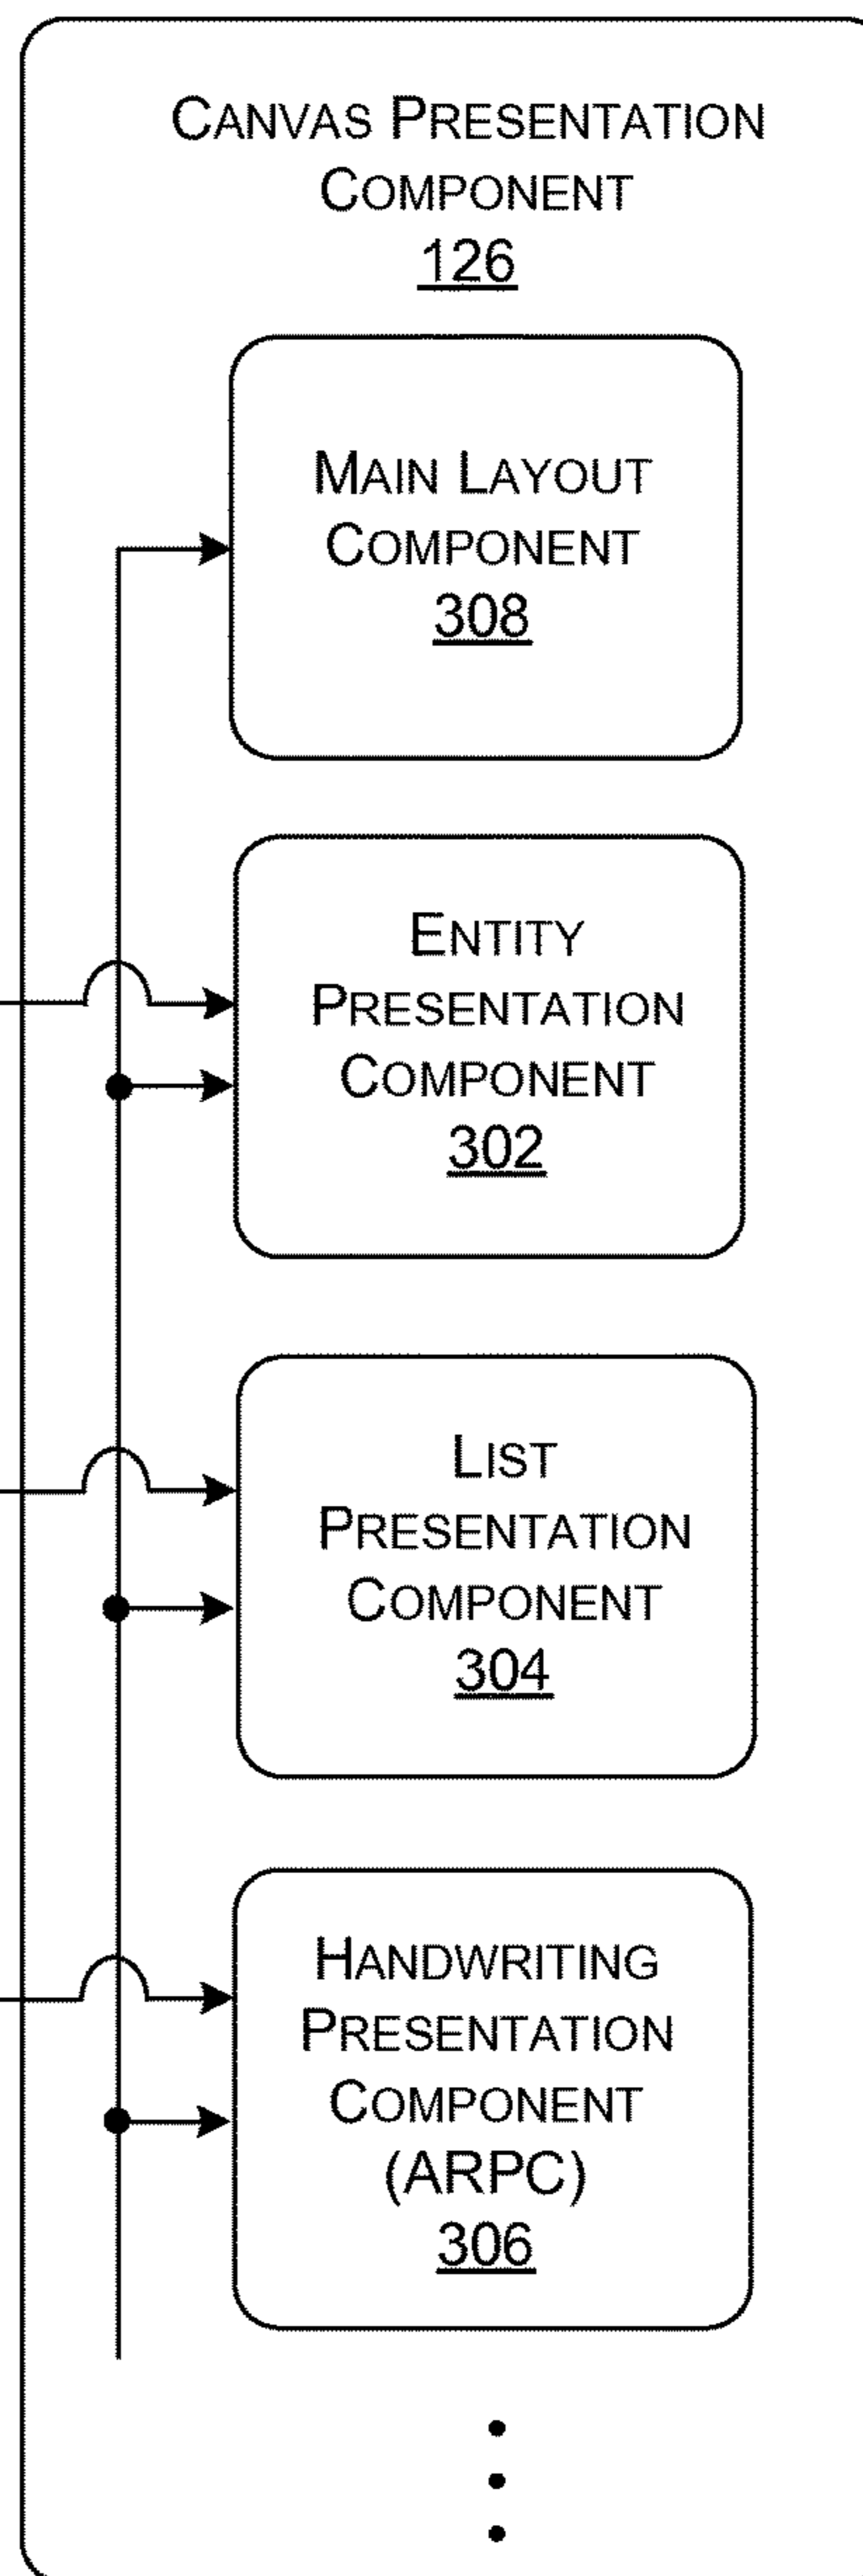 CANVAS PRESENTATION
COMPONENT
126
MAIN LAYOUT
COMPONENT
308
ENTITY
PRESENTATION
COMPONENT
302
LIST
PRESENTATION
COMPONENT
304
HANDWRITING
PRESENTATION
COMPONENT
(ARPC)
306